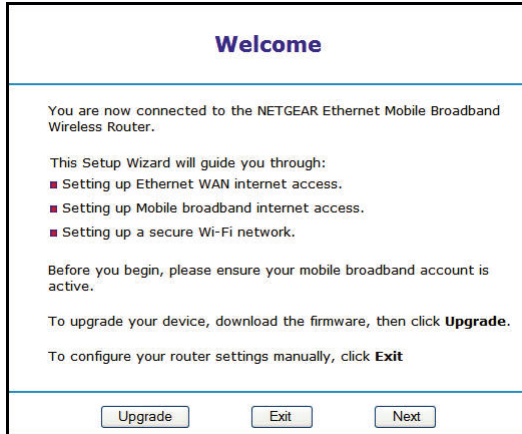 Welcome
You are now connected to the NETGEAR Ethernet Mobile Broadband
Wireless Router.
This Setup Wizard will guide you through:
Setting up Ethernet WAN internet access.
Setting up Mobile broadband internet access.
Setting up a secure Wi-Fi network.
Before you begin, please ensure your mobile broadband account is
active.
To upgrade your device, download the firmware, then click Upgrade.
To configure your router settings manually, click Exit
Upgrade Exit Next